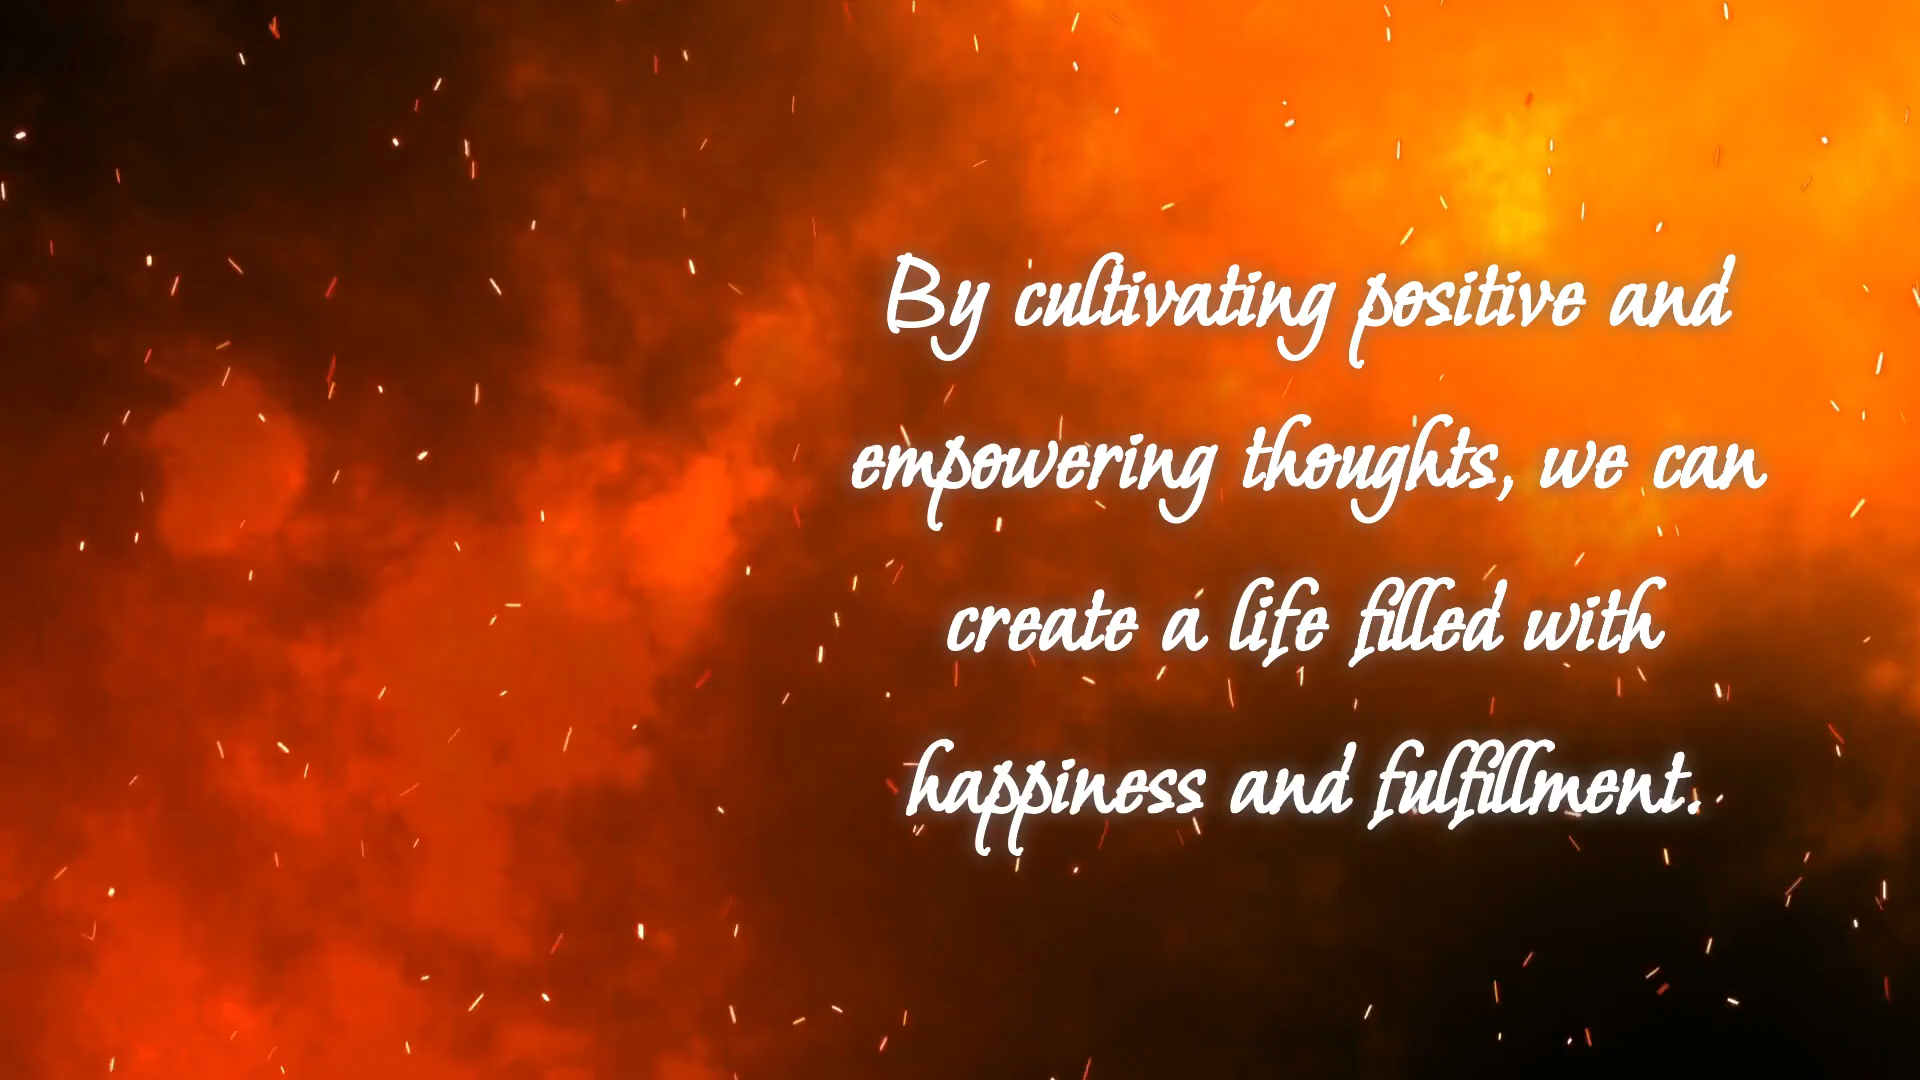 By cultivating positive and
empowering thoughts, we can
create a life filled with
happiness and fulfillment.